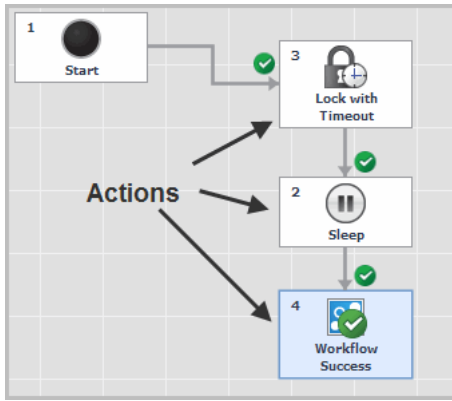 1
Start
3
Lock with
Timeout
Actions
2
Sleep
4
Workflow
Success